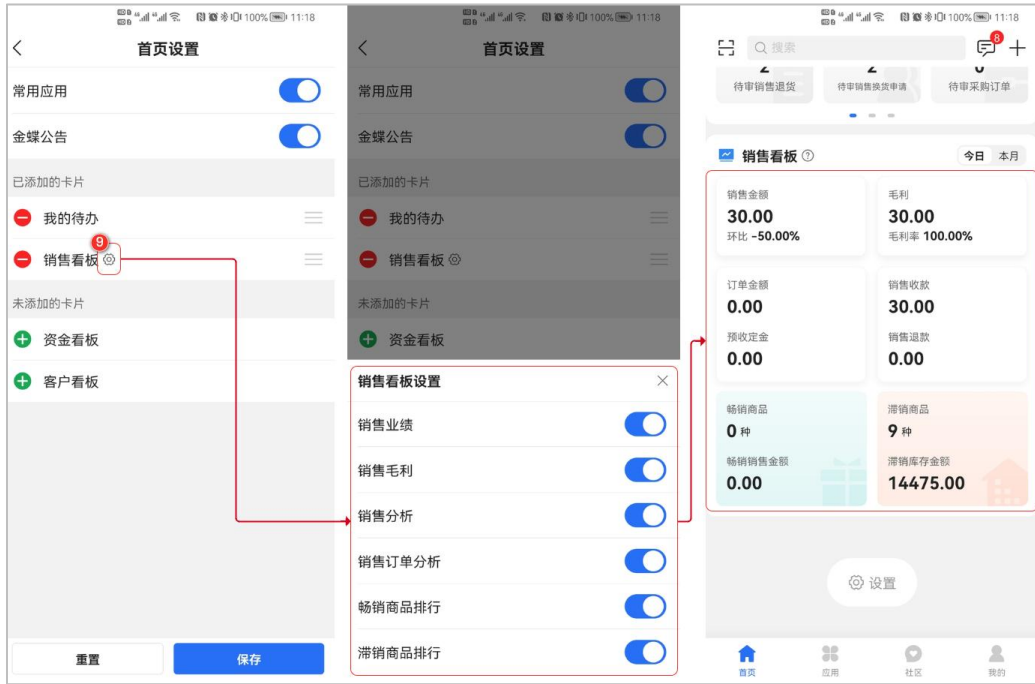 100% 11:18
首页设置
常用应用
金蝶公告
已添加的卡片
我的待办
9
销售看板
未添加的卡片
资金看板
客户看板
重置
保存
100% 11:18
首页设置
常用应用
金蝶公告
已添加的卡片
我的待办
销售看板
未添加的卡片
资金看板
销售看板设置
销售业绩
销售毛利
销售分析
销售订单分析
畅销商品排行
滞销商品排行
100% 11:18
搜索
8
待审销售退货 待审销售换货申请 待审采购订单
销售看板 今日 本月
销售金额
30.00
环比 -50.00%
毛利
30.00
毛利率 100.00%
订单金额
0.00
预收定金
0.00
销售收款
30.00
销售退款
0.00
畅销商品
0 种
畅销销售金额
0.00
滞销商品
9 种
滞销库存金额
14475.00
设置
首页 应用 社区 我的